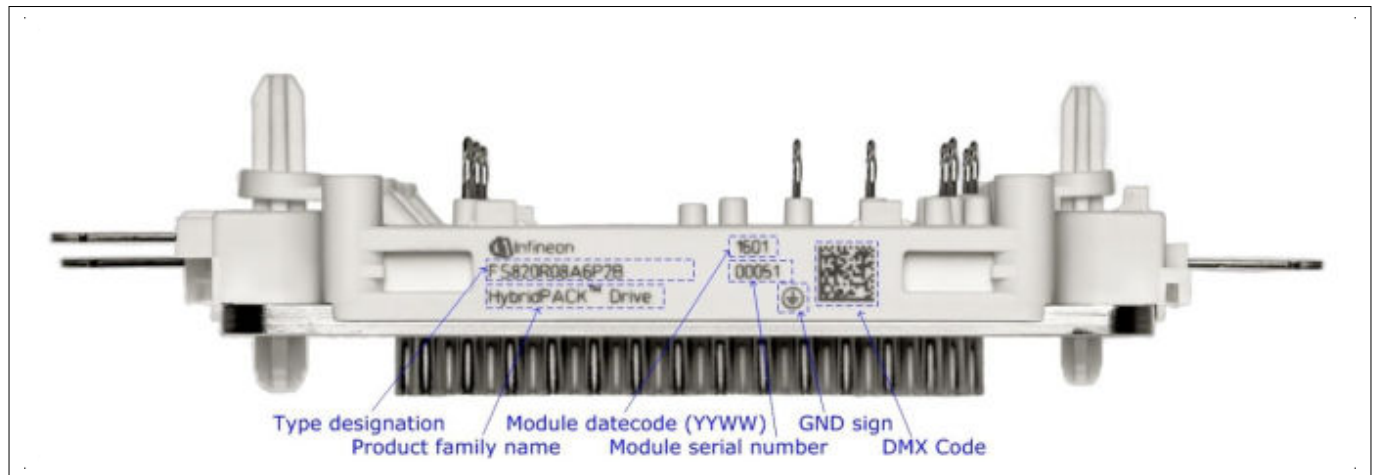 Infineon
1601
FS820R08A6P2B
00051
HybridPACK™ Drive
Type designation
Module datecode (YYWW)
GND sign
Product family name
Module serial number
DMX Code